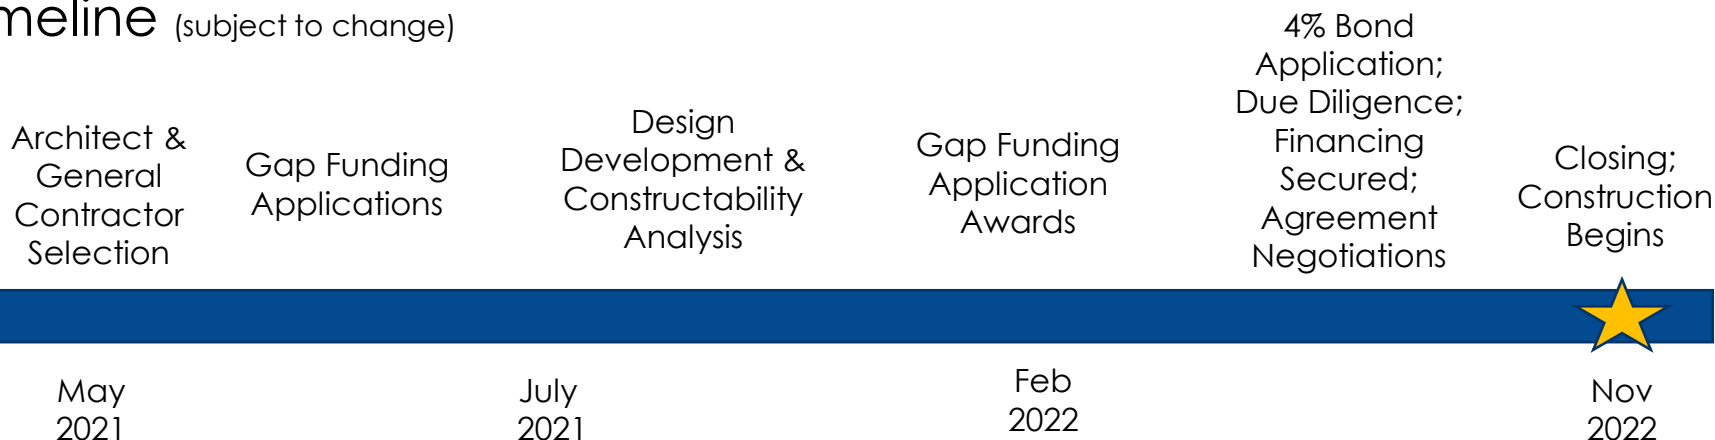 meline (subject to change)
Architect &
General
Contractor
Selection
Gap Funding
Applications
Design
Development &
Constructability
Analysis
Gap Funding
Application
Awards
4% Bond
Application;
Due Diligence;
Financing
Secured;
Agreement
Negotiations
Closing;
Construction
Begins
May
2021
July
2021
Feb
2022
Nov
2022